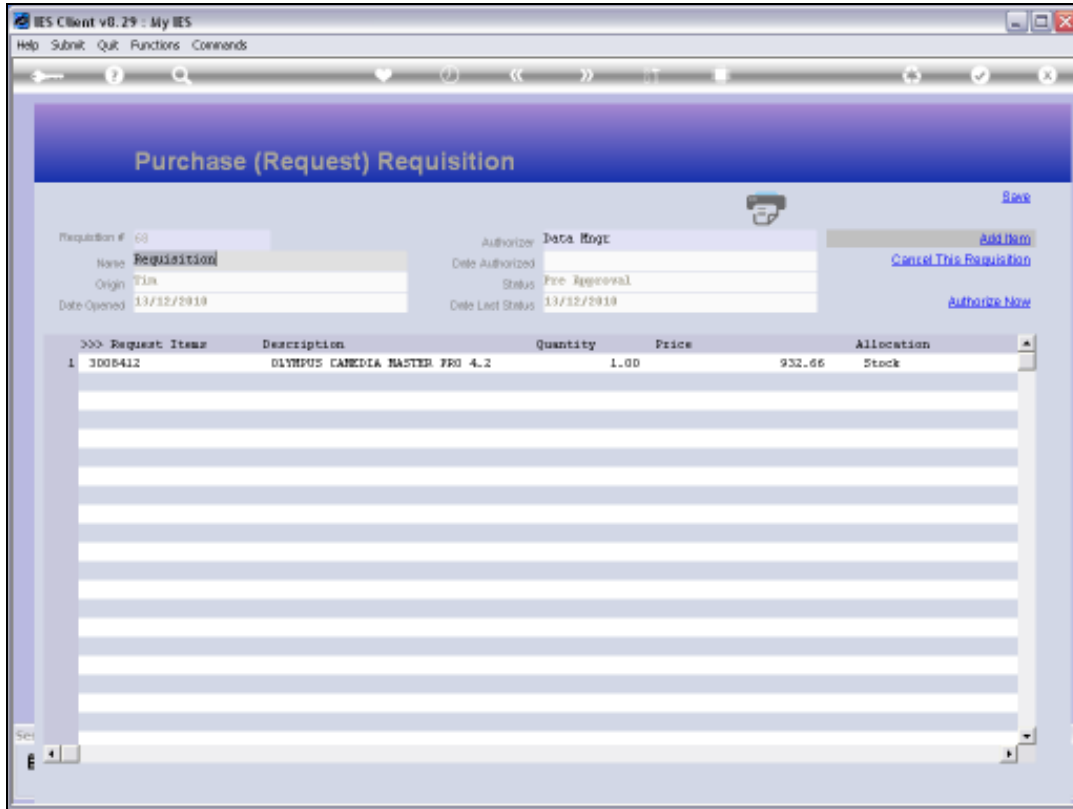 IES Client v8.29 : My IES
Help Submit Quit Functions Commands
Purchase (Request) Requisition
Save
Requisition # 68 Authorizer Data Mngr Add Item
Name Requisition Date Authorized Cancel This Requisition
Origin Tim Status Pre Approval
Date Opened 13/12/2010 Date Last Status 13/12/2010 Authorize Now
>>> Request Items Description Quantity Price Allocation
1 3008412 OLYMPUS CAMEDIA MASTER PRO 4.2 1.00 932.66 Stock